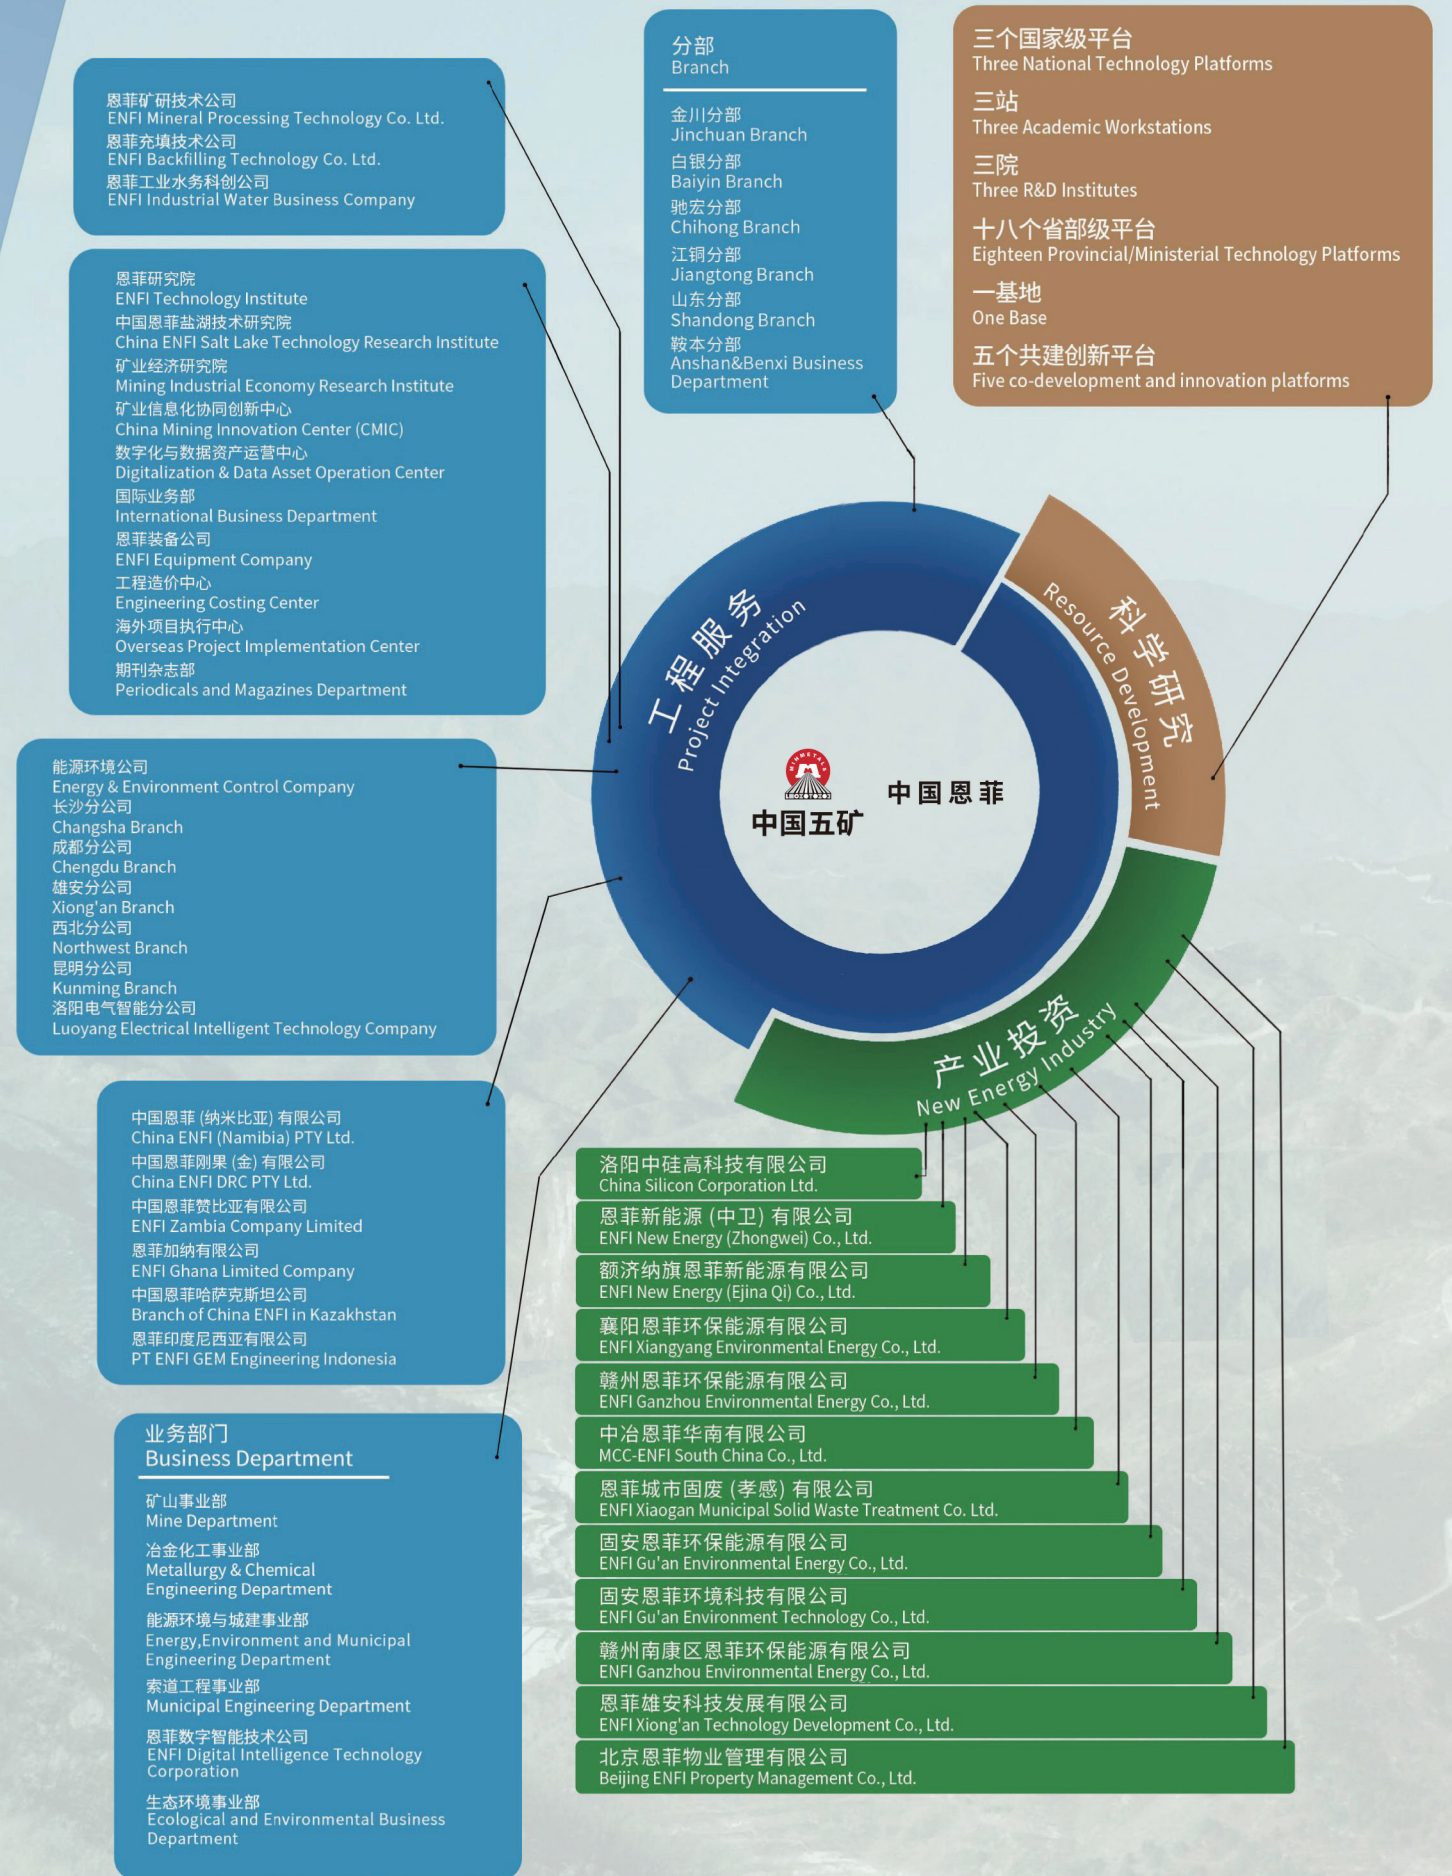 恩菲矿研技术公司
ENFI Mineral Processing Technology Co. Ltd.
恩菲充填技术公司
ENFI Backfilling Technology Co. Ltd.
恩菲工业水务科创公司
ENFI Industrial Water Business Company
恩菲研究院
ENFI Technology Institute
中国恩菲盐湖技术研究院
China ENFI Salt Lake Technology Research Institute
矿业经济研究院
Mining Industrial Economy Research Institute
矿业信息化协同创新中心
China Mining Innovation Center (CMIC)
数字化与数据资产运营中心
Digitalization & Data Asset Operation Center
国际业务部
International Business Department
恩菲装备公司
ENFI Equipment Company
工程造价中心
Engineering Costing Center
海外项目执行中心
Overseas Project Implementation Center
期刊杂志部
Periodicals and Magazines Department
能源环境公司
Energy & Environment Control Company
长沙分公司
Changsha Branch
成都分公司
Chengdu Branch
雄安分公司
Xiong'an Branch
西北分公司
Northwest Branch
昆明分公司
Kunming Branch
洛阳电气智能分公司
Luoyang Electrical Intelligent Technology Company
中国恩菲 (纳米比亚) 有限公司
China ENFI (Namibia) PTY Ltd.
中国恩菲刚果 (金) 有限公司
China ENFI DRC PTY Ltd.
中国恩菲赞比亚有限公司
ENFI Zambia Company Limited
恩菲加纳有限公司
ENFI Ghana Limited Company
中国恩菲哈萨克斯坦公司
Branch of China ENFI in Kazakhstan
恩菲印度尼西亚有限公司
PT ENFI GEM Engineering Indonesia
业务部门
Business Department
矿山事业部
Mine Department
冶金化工事业部
Metallurgy & Chemical
Engineering Department
能源环境与城建事业部
Energy,Environment and Municipal
Engineering Department
索道工程事业部
Municipal Engineering Department
恩菲数字智能技术公司
ENFI Digital Intelligence Technology
Corporation
生态环境事业部
Ecological and Environmental Business
Department
分部
Branch
金川分部
Jinchuan Branch
白银分部
Baiyin Branch
驰宏分部
Chihong Branch
江铜分部
Jiangtong Branch
山东分部
Shandong Branch
鞍本分部
Anshan&Benxi Business
Department
三个国家级平台
Three National Technology Platforms
三站
Three Academic Workstations
三院
Three R&D Institutes
十八个省部级平台
Eighteen Provincial/Ministerial Technology Platforms
一基地
One Base
五个共建创新平台
Five co-development and innovation platforms
工程服务
Project Integration
科学研究
Resource Development
产业投资
New Energy Industry
MINMETALS
中国五矿
中国恩菲
洛阳中硅高科技有限公司
China Silicon Corporation Ltd.
恩菲新能源 (中卫) 有限公司
ENFI New Energy (Zhongwei) Co., Ltd.
额济纳旗恩菲新能源有限公司
ENFI New Energy (Ejina Qi) Co., Ltd.
襄阳恩菲环保能源有限公司
ENFI Xiangyang Environmental Energy Co., Ltd.
赣州恩菲环保能源有限公司
ENFI Ganzhou Environmental Energy Co., Ltd.
中冶恩菲华南有限公司
MCC-ENFI South China Co., Ltd.
恩菲城市固废 (孝感) 有限公司
ENFI Xiaogan Municipal Solid Waste Treatment Co. Ltd.
固安恩菲环保能源有限公司
ENFI Gu'an Environmental Energy Co., Ltd.
固安恩菲环境科技有限公司
ENFI Gu'an Environment Technology Co., Ltd.
赣州南康区恩菲环保能源有限公司
ENFI Ganzhou Environmental Energy Co., Ltd.
恩菲雄安科技发展有限公司
ENFI Xiong'an Technology Development Co., Ltd.
北京恩菲物业管理有限公司
Beijing ENFI Property Management Co., Ltd.